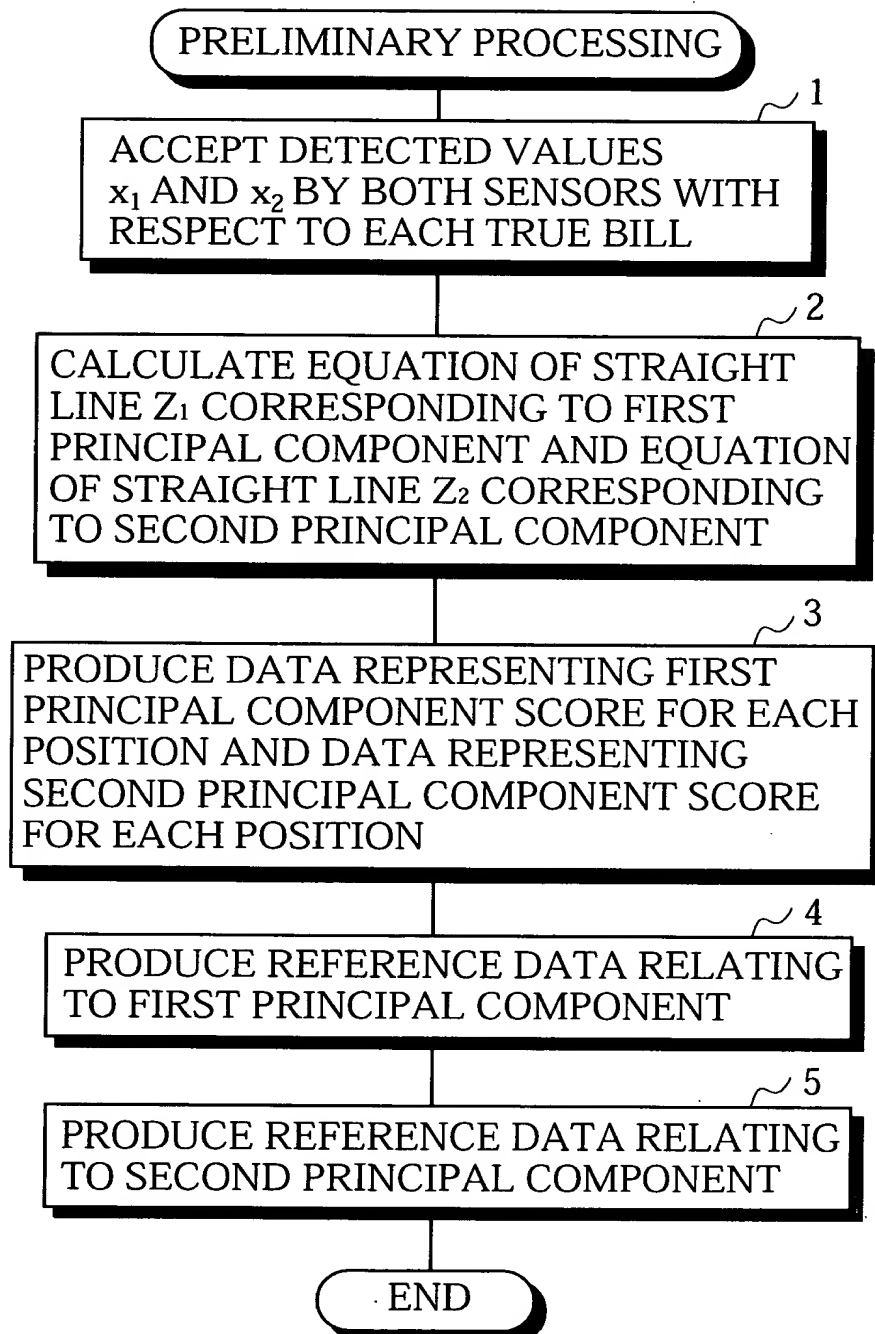 PRELIMINARY PROCESSING
1
ACCEPT DETECTED VALUES
x₁ AND x₂ BY BOTH SENSORS WITH
RESPECT TO EACH TRUE BILL
2
CALCULATE EQUATION OF STRAIGHT
LINE Z₁ CORRESPONDING TO FIRST
PRINCIPAL COMPONENT AND EQUATION
OF STRAIGHT LINE Z₂ CORRESPONDING
TO SECOND PRINCIPAL COMPONENT
3
PRODUCE DATA REPRESENTING FIRST
PRINCIPAL COMPONENT SCORE FOR EACH
POSITION AND DATA REPRESENTING
SECOND PRINCIPAL COMPONENT SCORE
FOR EACH POSITION
4
PRODUCE REFERENCE DATA RELATING
TO FIRST PRINCIPAL COMPONENT
5
PRODUCE REFERENCE DATA RELATING
TO SECOND PRINCIPAL COMPONENT
END